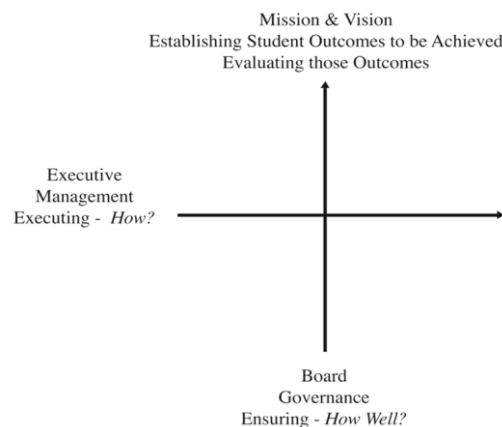 Mission & Vision
Establishing Student Outcomes to be Achieved
Evaluating those Outcomes
Executive
Management
Executing - How?
Board
Governance
Ensuring - How Well?